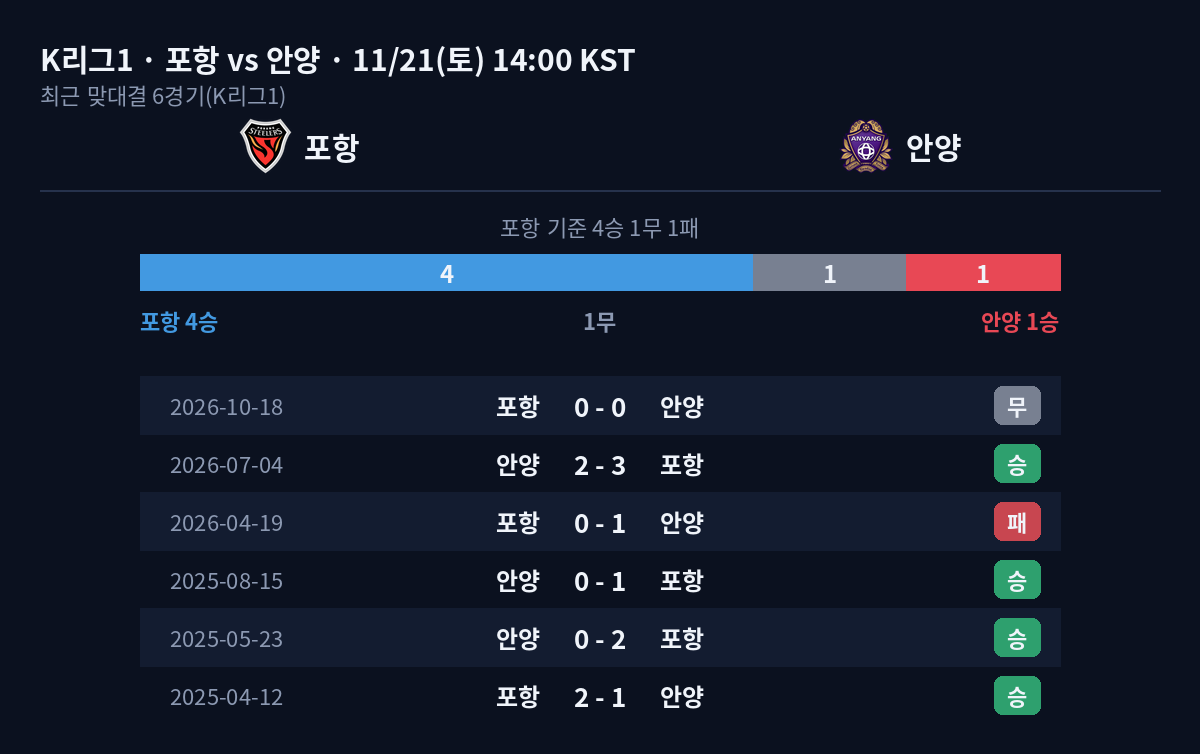 K리그1 · 포항 vs 안양 · 11/21(토) 14:00 KST
최근 맞대결 6경기(K리그1)
STEELERS 포항
ANYANG 안양
포항 기준 4승 1무 1패
4 1 1
포항 4승 1무 안양 1승
2026-10-18 포항 0 - 0 안양 무
2026-07-04 안양 2 - 3 포항 승
2026-04-19 포항 0 - 1 안양 패
2025-08-15 안양 0 - 1 포항 승
2025-05-23 안양 0 - 2 포항 승
2025-04-12 포항 2 - 1 안양 승